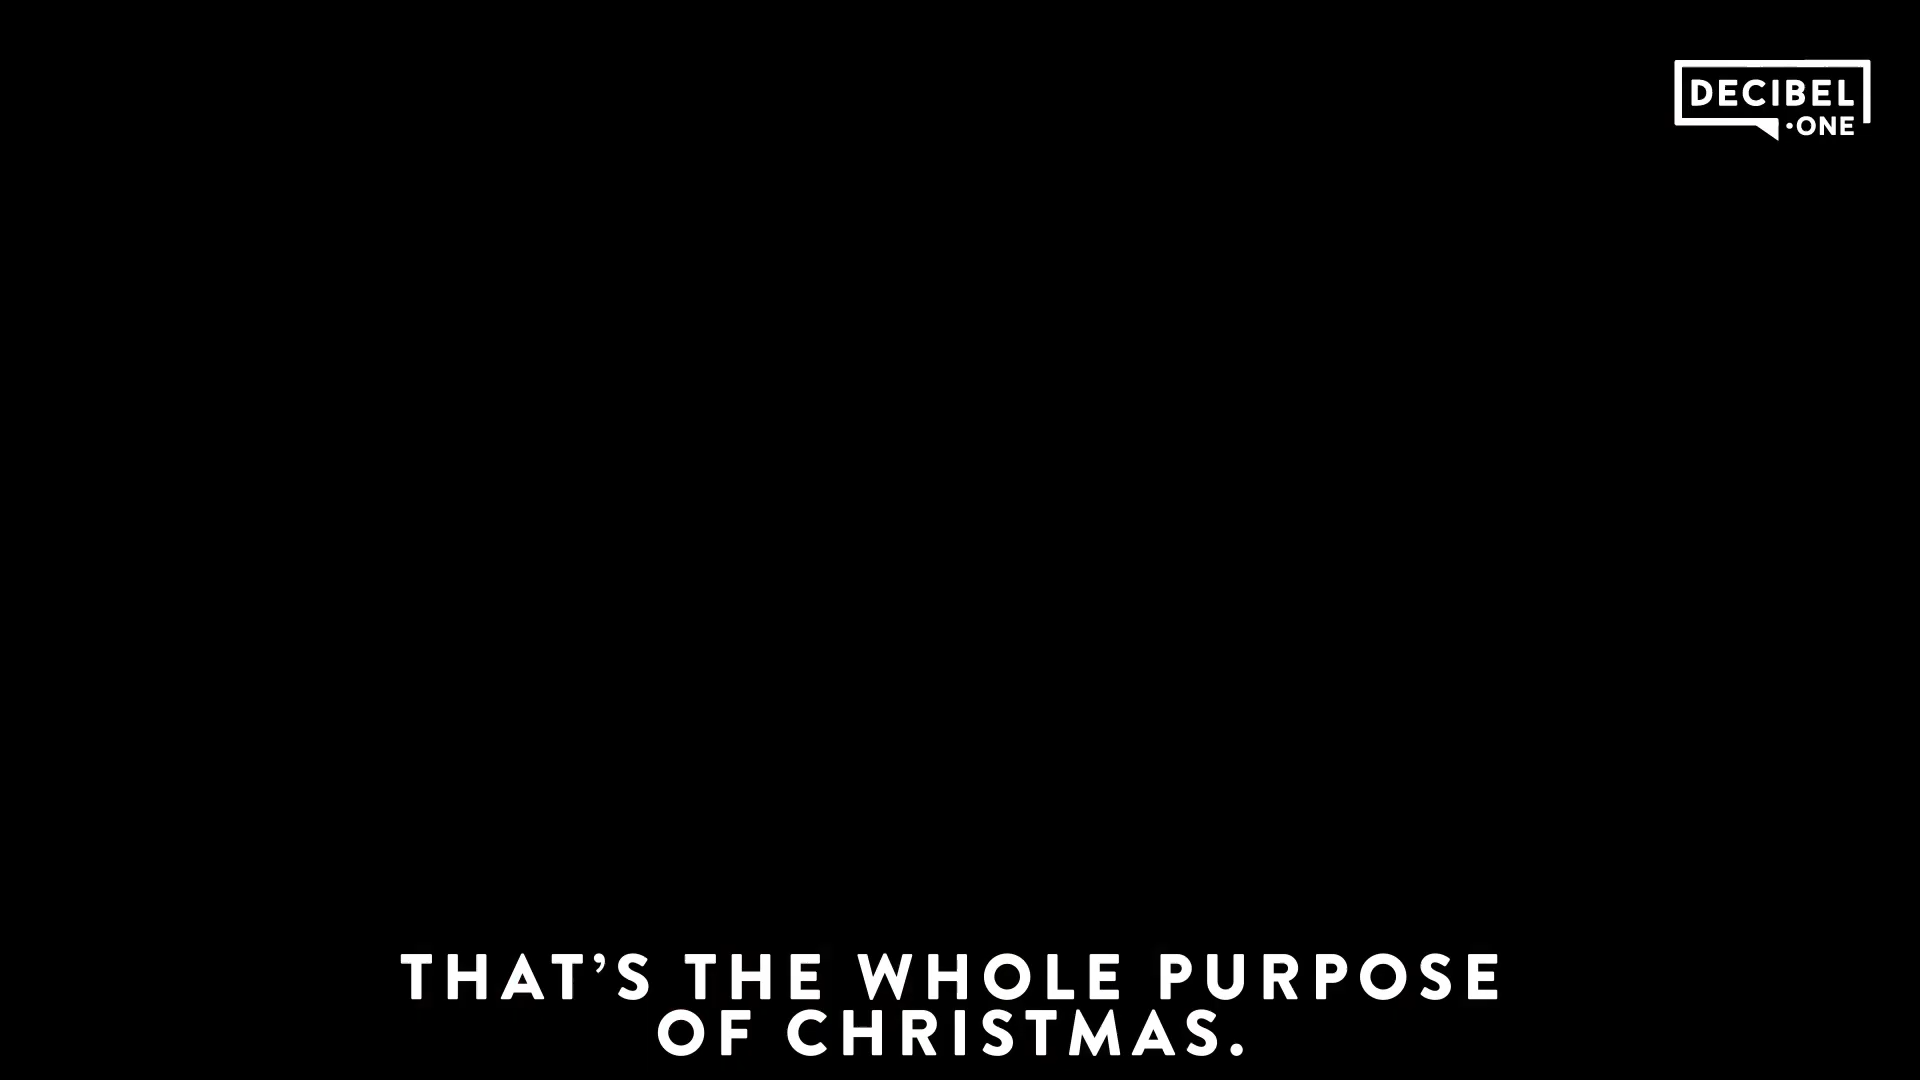 DECIBEL
·ONE
THAT’S THE WHOLE PURPOSE
OF CHRISTMAS.